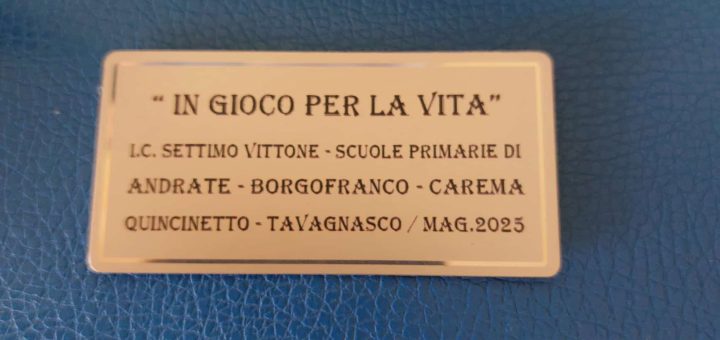 “ IN GIOCO PER LA VITA”
I.C. SETTIMO VITTONE - SCUOLE PRIMARIE DI
ANDRATE - BORGOFRANCO - CAREMA
QUINCINETTO - TAVAGNASCO / MAG.2025